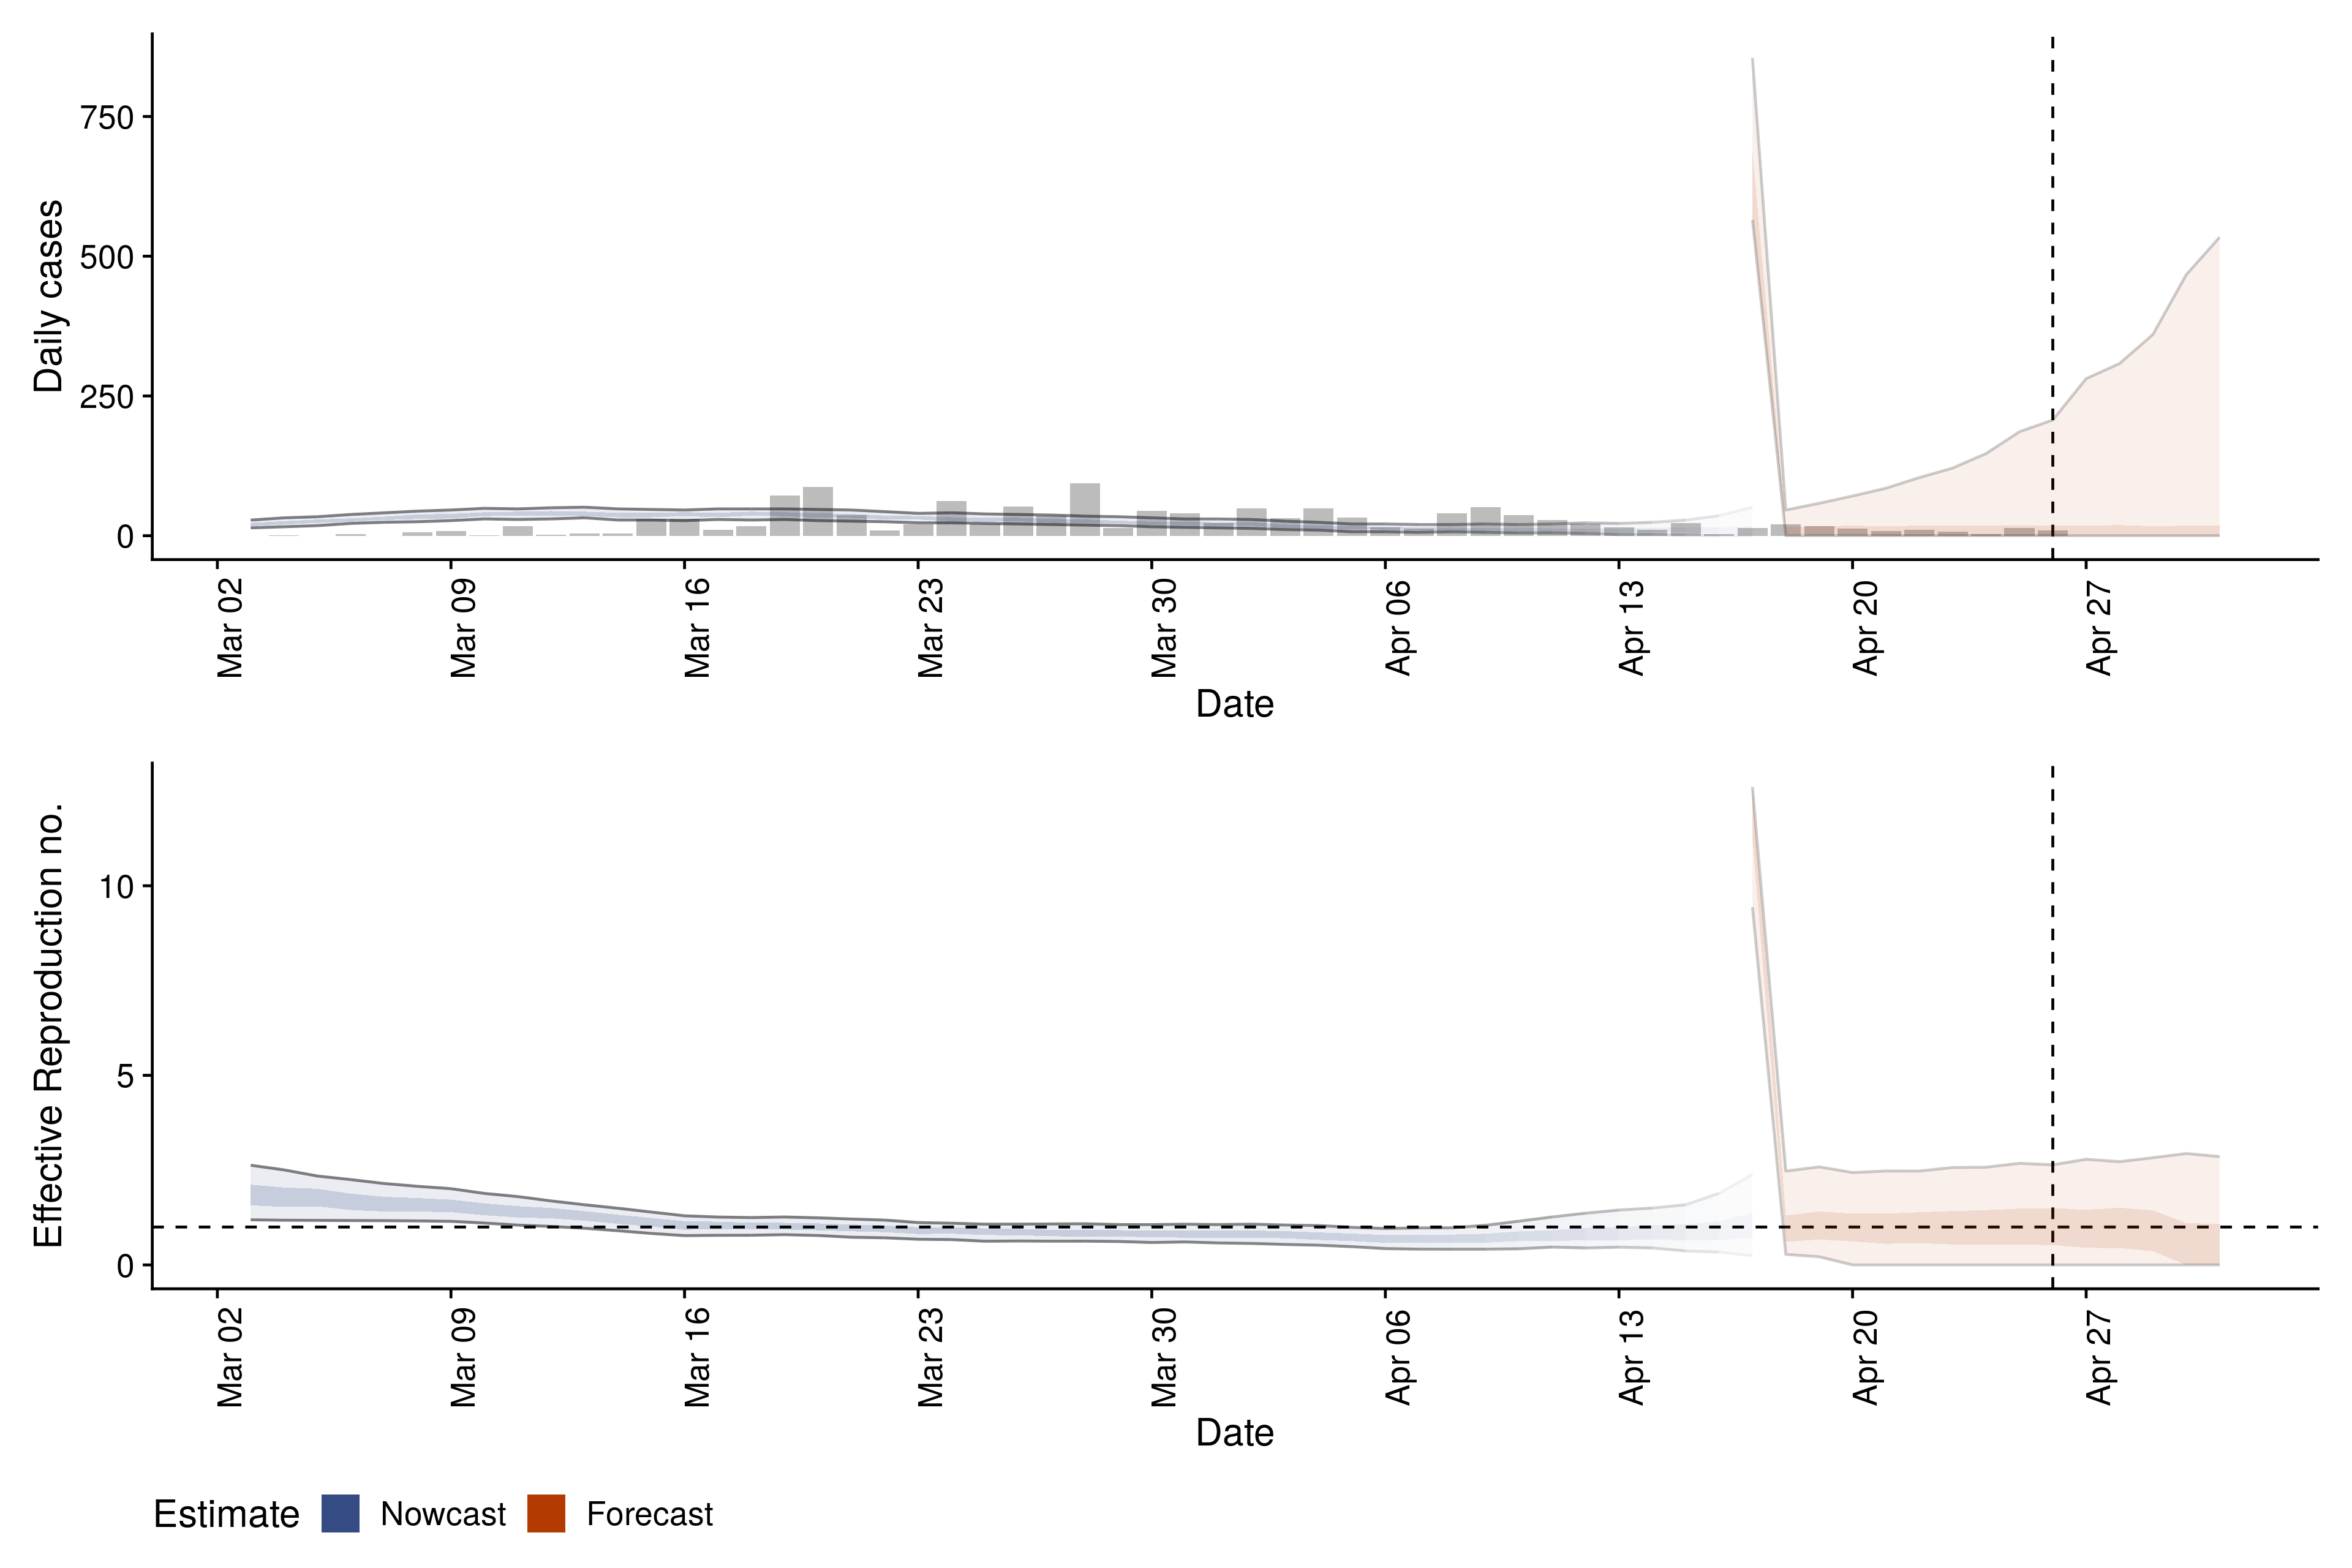 Daily cases
750
500
250
0
Mar 02
Mar 09
Mar 16
Mar 23
Mar 30
Apr 06
Apr 13
Apr 20
Apr 27
Date
Effective Reproduction no.
10
5
0
Mar 02
Mar 09
Mar 16
Mar 23
Mar 30
Apr 06
Apr 13
Apr 20
Apr 27
Date
Estimate Nowcast Forecast